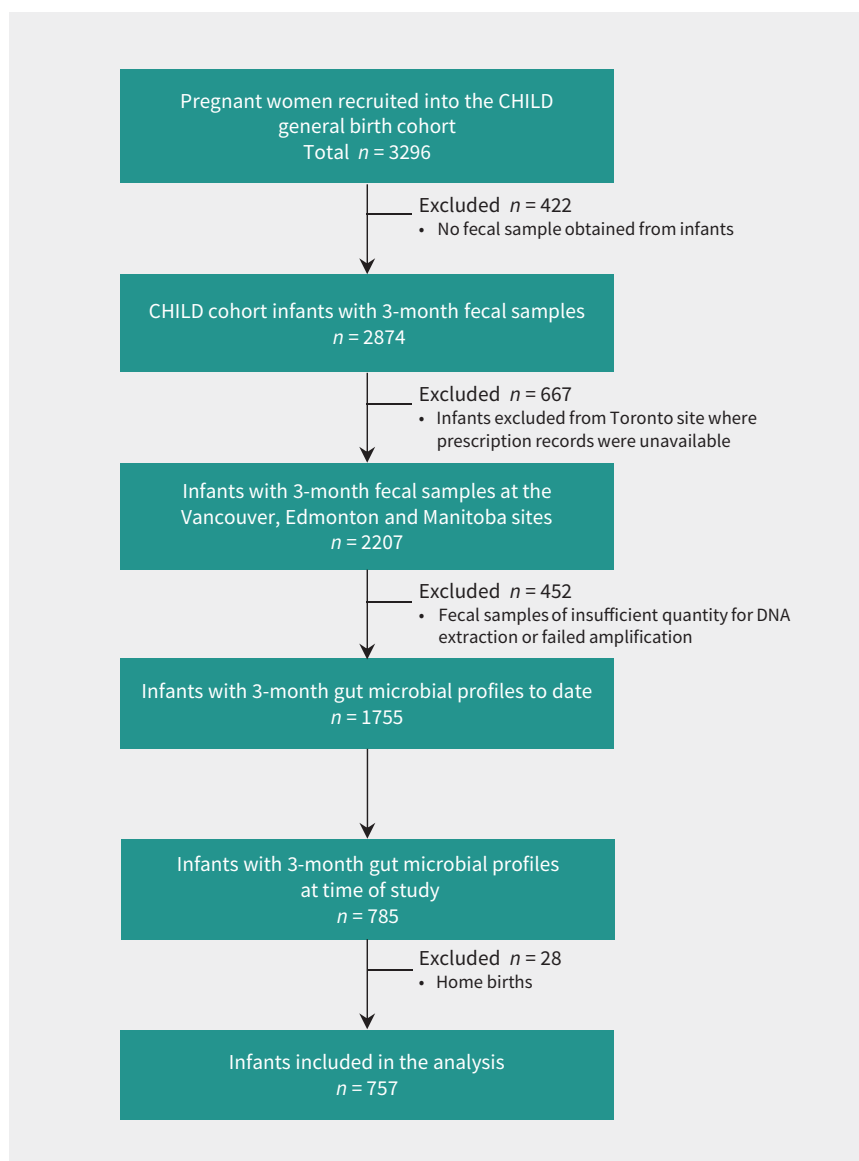 Pregnant women recruited into the CHILD
general birth cohort
Total n = 3296
Excluded n = 422
• No fecal sample obtained from infants
CHILD cohort infants with 3-month fecal samples
n = 2874
Excluded n = 667
• Infants excluded from Toronto site where
prescription records were unavailable
Infants with 3-month fecal samples at the
Vancouver, Edmonton and Manitoba sites
n = 2207
Excluded n = 452
• Fecal samples of insufficient quantity for DNA
extraction or failed amplification
Infants with 3-month gut microbial profiles to date
n = 1755
Infants with 3-month gut microbial profiles
at time of study
n = 785
Excluded n = 28
• Home births
Infants included in the analysis
n = 757